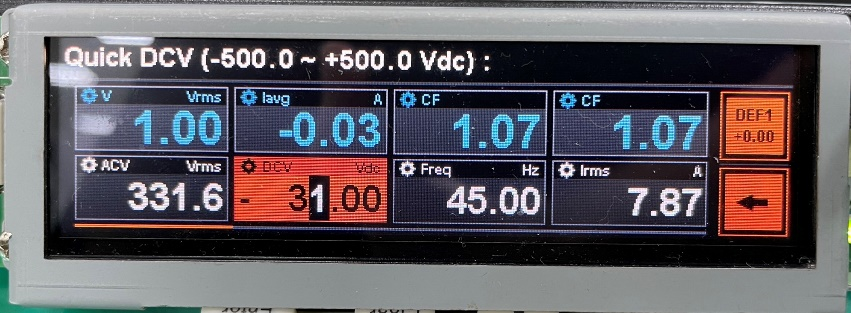 Quick DCV (-500.0 ~ +500.0 Vdc) :
V Vrms
1.00
Iavg A
-0.03
CF
1.07
CF
1.07
DEF1
+0.00
ACV Vrms
331.6
DCV Vdc
- 31.00
Freq Hz
45.00
Irms A
7.87